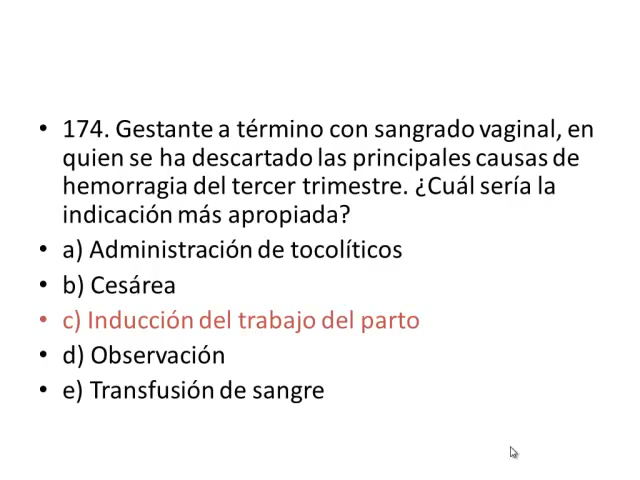 • 174. Gestante a término con sangrado vaginal, en
quien se ha descartado las principales causas de
hemorragia del tercer trimestre. ¿Cuál sería la
indicación más apropiada?
• a) Administración de tocolíticos
• b) Cesárea
• c) Inducción del trabajo del parto
• d) Observación
• e) Transfusión de sangre